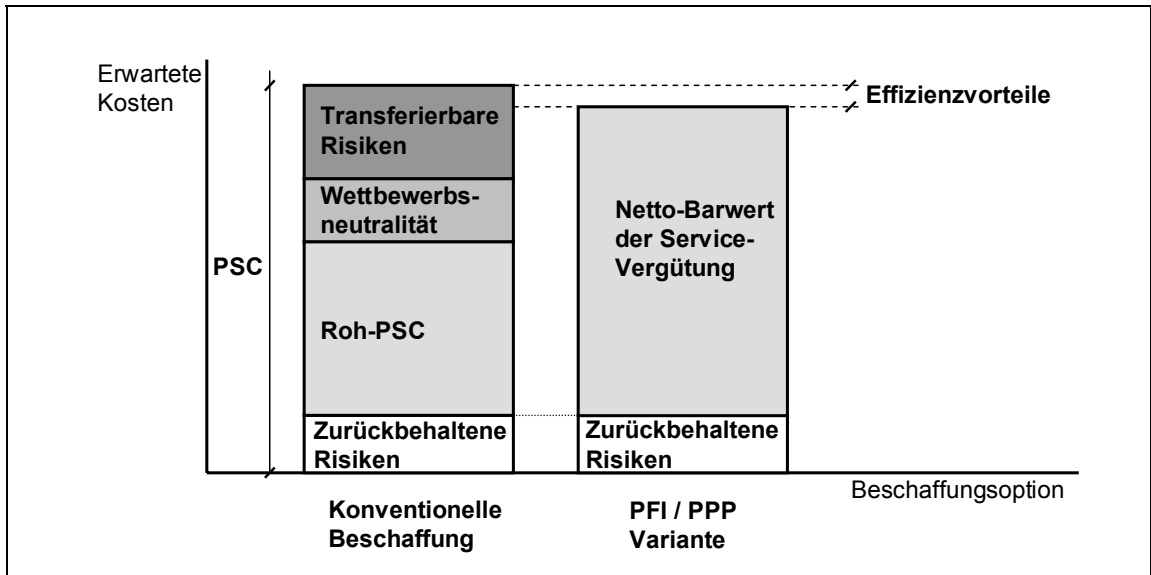 Erwartete
Kosten
Effizienzvorteile
Transferierbare
Risiken
Wettbewerbs-
neutralität
Netto-Barwert
der Service-
Vergütung
PSC
Roh-PSC
Zurückbehaltene
Risiken
Zurückbehaltene
Risiken
Beschaffungsoption
Konventionelle
Beschaffung
PFI / PPP
Variante